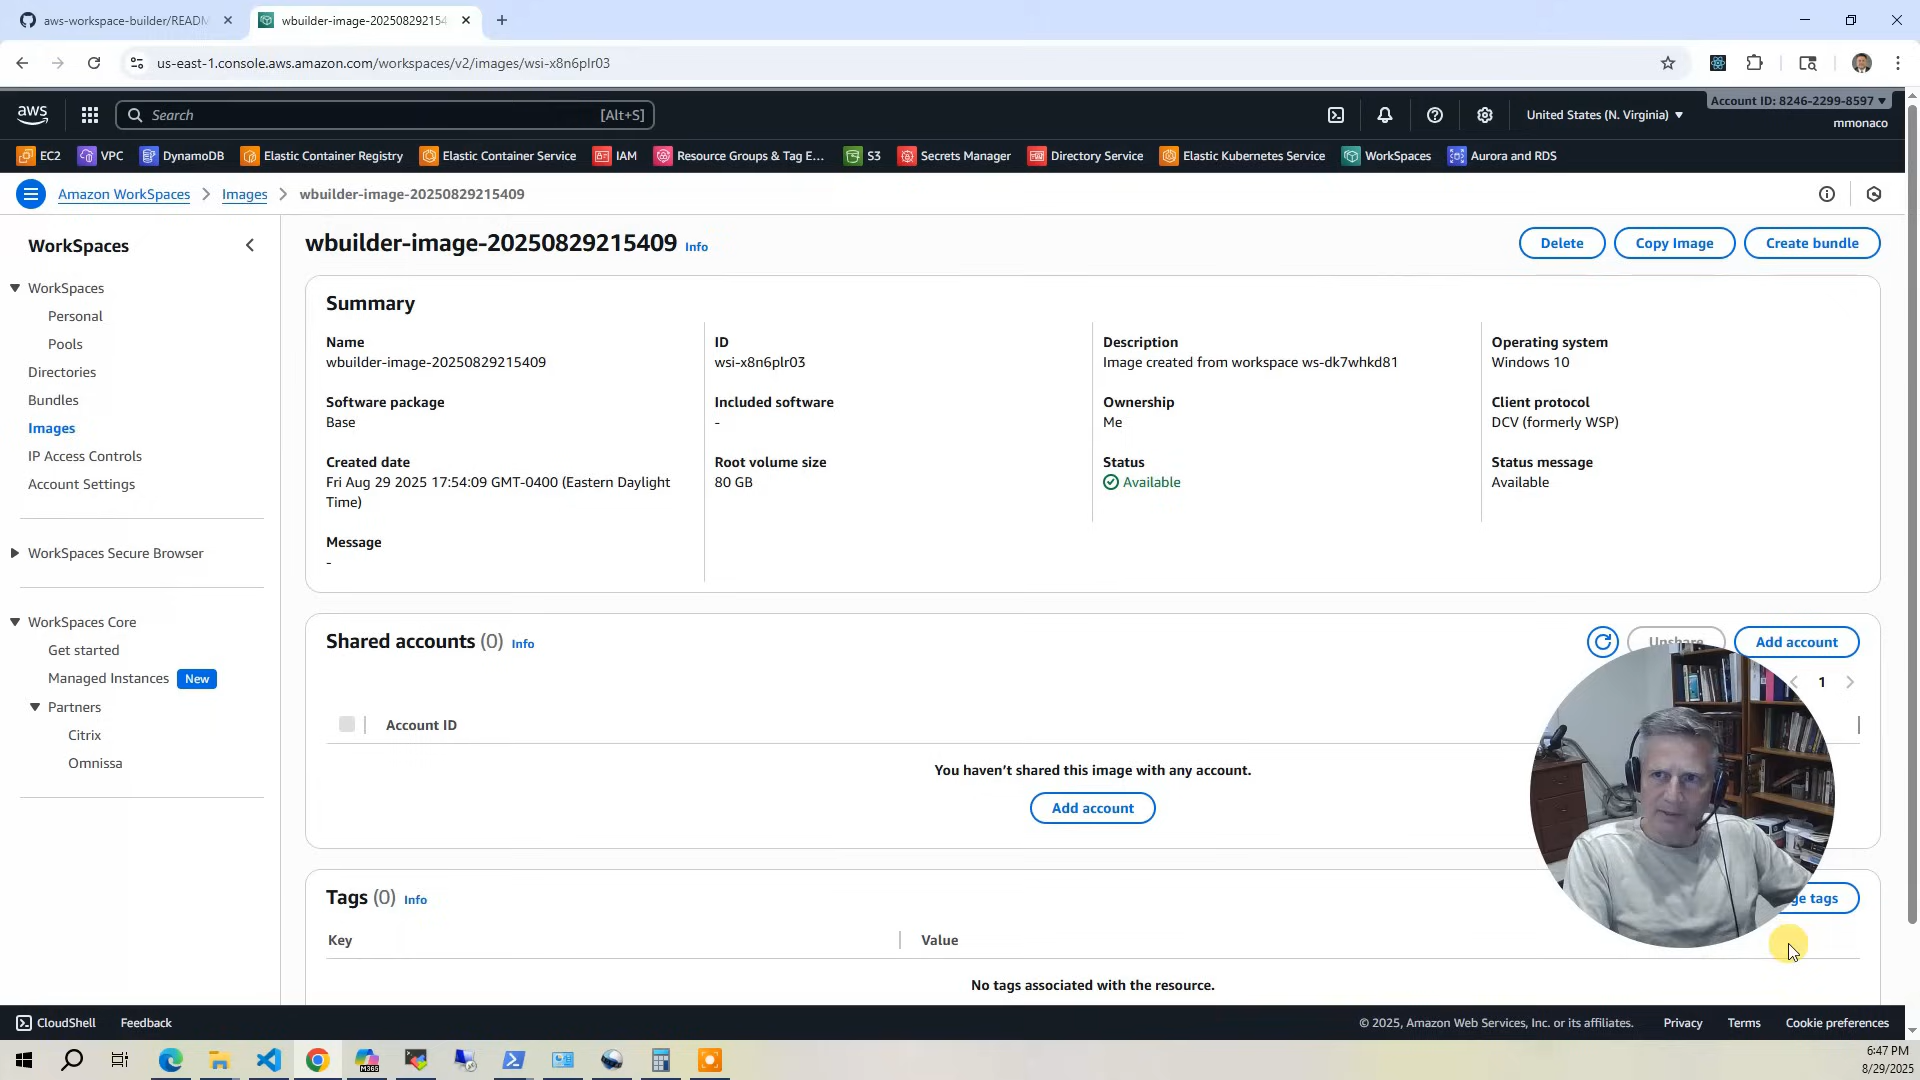 aws-workspace-builder/READM
wbuilder-image-202508292154
us-east-1.console.aws.amazon.com/workspaces/v2/images/wsi-x8n6plr03
aws
Search
[Alt+S]
United States (N. Virginia)
Account ID: 8246-2299-8597
mmonaco
EC2
VPC
DynamoDB
Elastic Container Registry
Elastic Container Service
IAM
Resource Groups & Tag E...
S3
Secrets Manager
Directory Service
Elastic Kubernetes Service
WorkSpaces
Aurora and RDS
Amazon WorkSpaces
Images
wbuilder-image-20250829215409
WorkSpaces
WorkSpaces
Personal
Pools
Directories
Bundles
Images
IP Access Controls
Account Settings
WorkSpaces Secure Browser
WorkSpaces Core
Get started
Managed Instances New
Partners
Citrix
Omnissa
wbuilder-image-20250829215409 Info
Delete
Copy Image
Create bundle
Summary
Name
wbuilder-image-20250829215409
ID
wsi-x8n6plr03
Description
Image created from workspace ws-dk7whkd81
Operating system
Windows 10
Software package
Base
Included software
-
Ownership
Me
Client protocol
DCV (formerly WSP)
Created date
Fri Aug 29 2025 17:54:09 GMT-0400 (Eastern Daylight
Time)
Root volume size
80 GB
Status
Available
Status message
Available
Message
-
Shared accounts (0) Info
Unshare
Add account
1
Account ID
You haven't shared this image with any account.
Add account
Tags (0) Info
tags
Key
Value
No tags associated with the resource.
CloudShell
Feedback
© 2025, Amazon Web Services, Inc. or its affiliates.
Privacy
Terms
Cookie preferences
M365
6:47 PM
8/29/2025